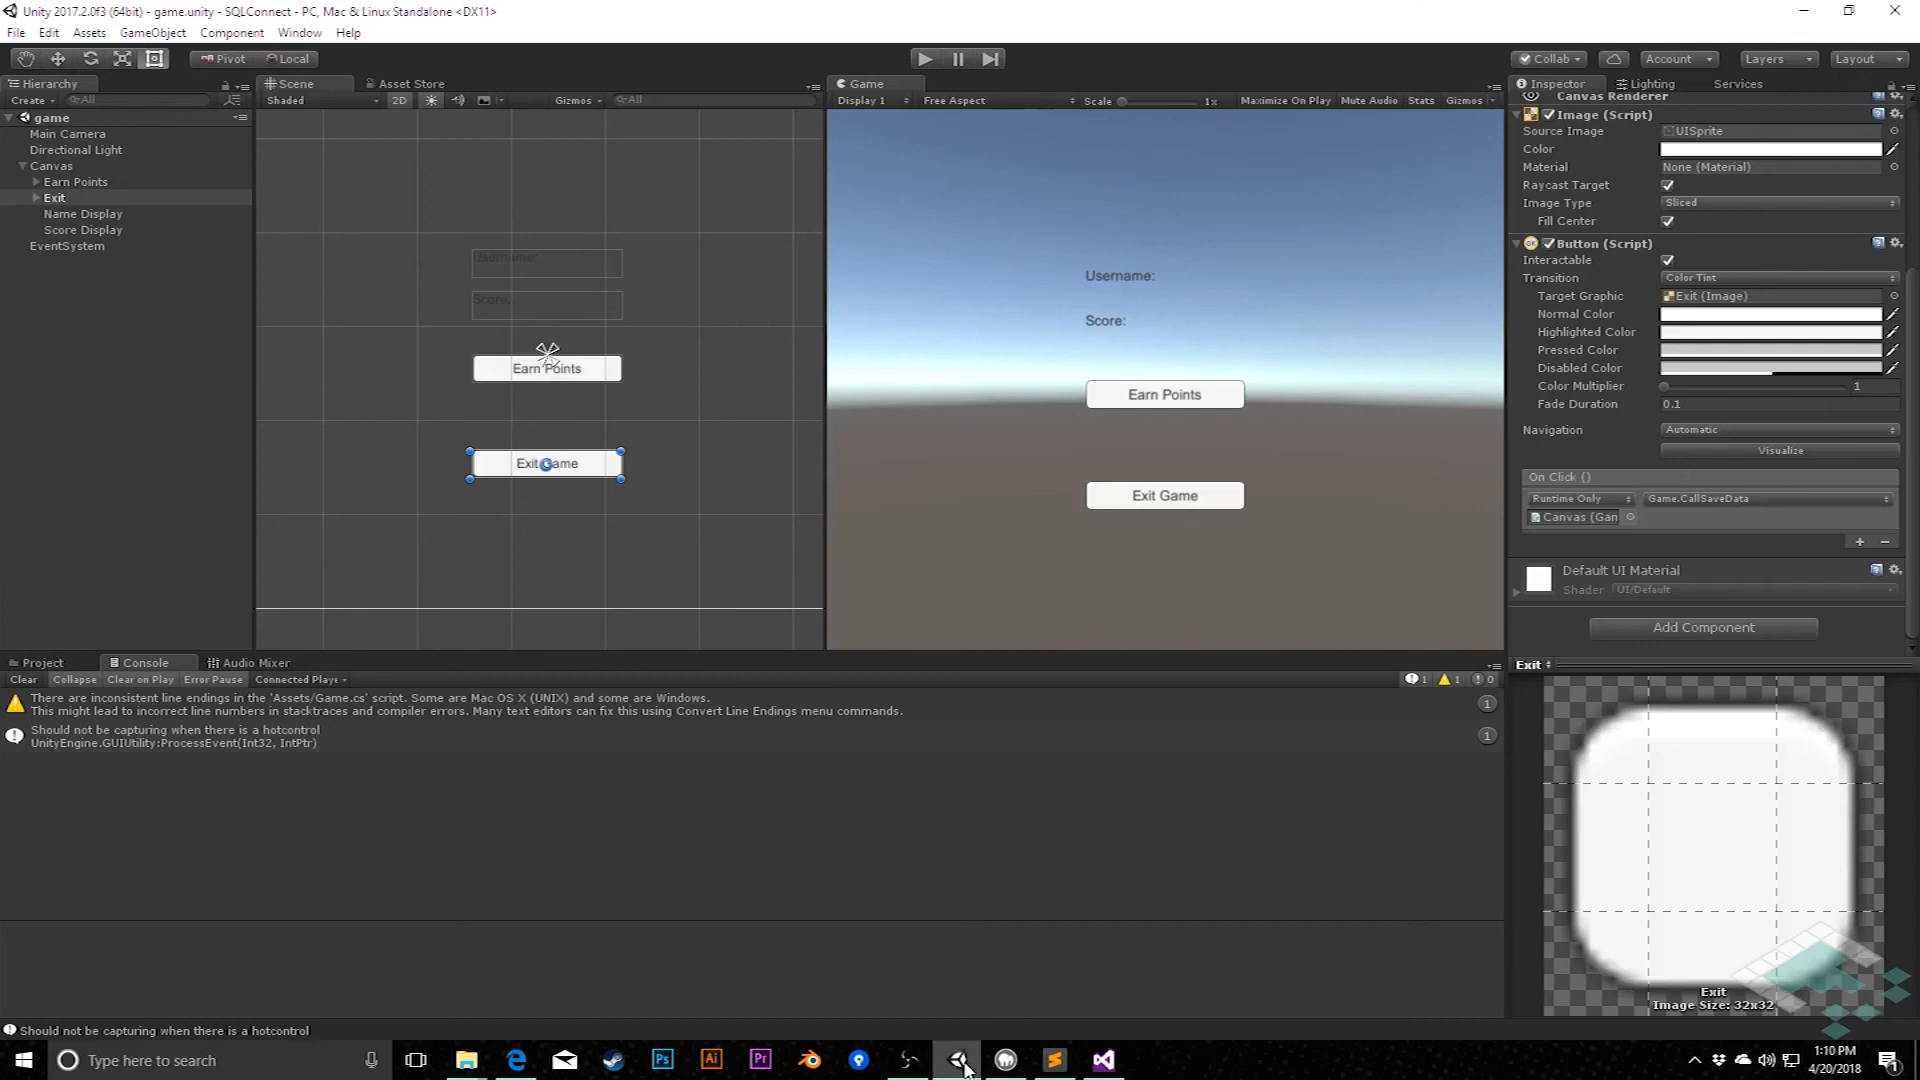 Unity 2017.2.0f3 (64bit) - game.unity - SQLConnect - PC, Mac & Linux Standalone <DX11>
File Edit Assets GameObject Component Window Help
Pivot Local
Collab Account Layers Layout
Hierarchy
Create All
game
Main Camera
Directional Light
Canvas
Earn Points
Exit
Name Display
Score Display
EventSystem
Scene Asset Store
Shaded 2D Gizmos All
Username:
Score:
Earn Points
Exit Game
Game
Display 1 Free Aspect Scale 1x Maximize On Play Mute Audio Stats Gizmos
Username:
Score:
Earn Points
Exit Game
Inspector Lighting Services
Canvas Renderer
Image (Script)
Source Image UISprite
Color
Material None (Material)
Raycast Target
Image Type Sliced
Fill Center
Button (Script)
Interactable
Transition Color Tint
Target Graphic Exit (Image)
Normal Color
Highlighted Color
Pressed Color
Disabled Color
Color Multiplier 1
Fade Duration 0.1
Navigation Automatic
Visualize
On Click ()
Runtime Only Game.CallSaveData
Canvas (Gan
Default UI Material
Shader UI/Default
Add Component
Exit
Exit
Image Size: 32x32
Project Console Audio Mixer
Clear Collapse Clear on Play Error Pause Connected Playe
1 1 0
There are inconsistent line endings in the 'Assets/Game.cs' script. Some are Mac OS X (UNIX) and some are Windows.
This might lead to incorrect line numbers in stacktraces and compiler errors. Many text editors can fix this using Convert Line Endings menu commands.
1
Should not be capturing when there is a hotcontrol
UnityEngine.GUIUtility:ProcessEvent(Int32, IntPtr)
1
Should not be capturing when there is a hotcontrol
Type here to search
Ps Ai Pr
1:10 PM
4/20/2018
1